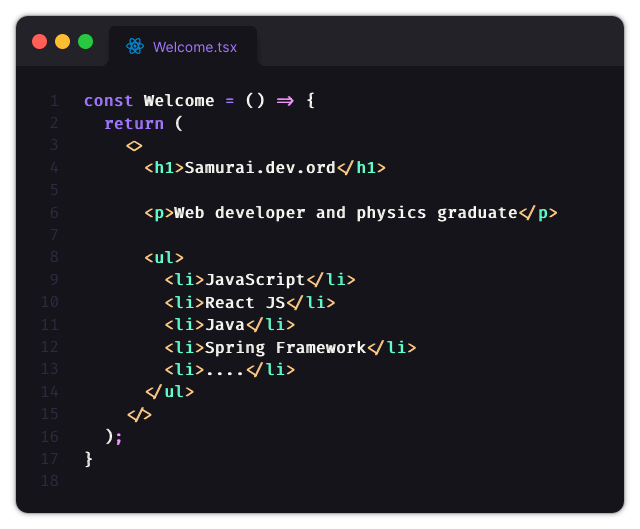 Welcome.tsx
1 const Welcome = () => {
2 return (
3 <>
4 <h1>Samurai.dev.ord</h1>
5
6 <p>Web developer and physics graduate</p>
7
8 <ul>
9 <li>JavaScript</li>
10 <li>React JS</li>
11 <li>Java</li>
12 <li>Spring Framework</li>
13 <li>....</li>
14 </ul>
15 </>
16 );
17 }
18